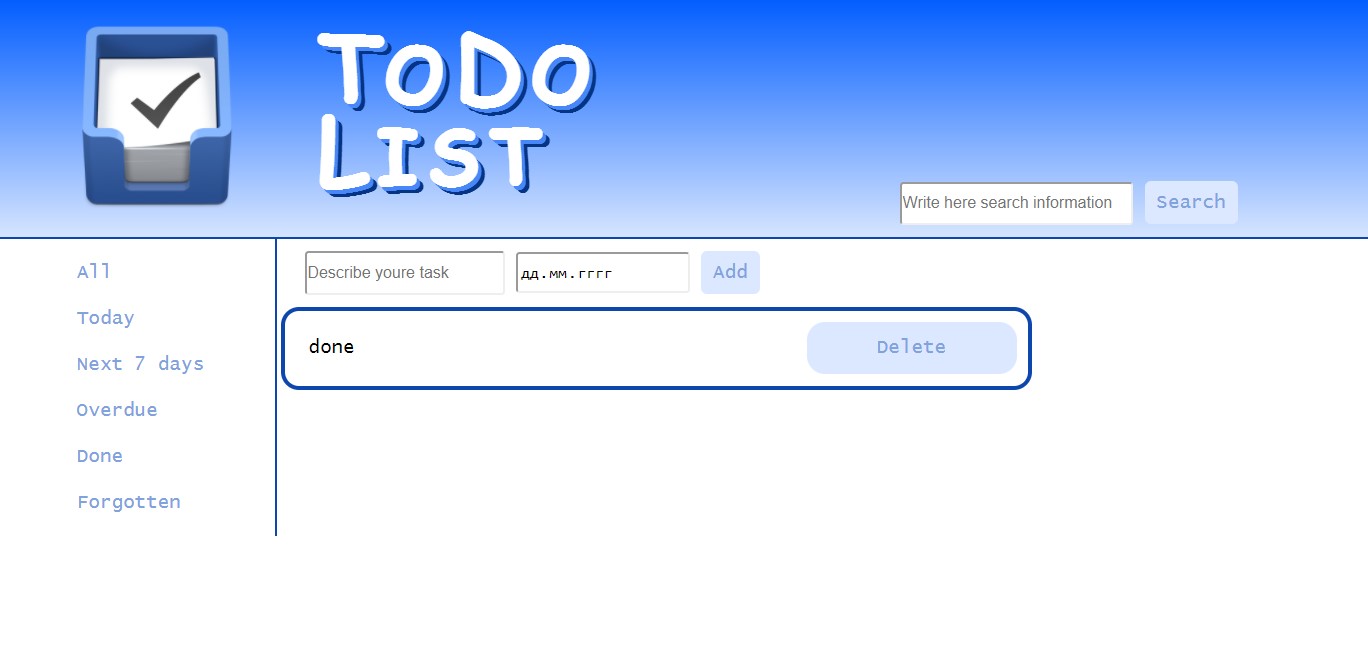 TODO
LIST
Write here search information
Search
All
Today
Next 7 days
Overdue
Done
Forgotten
Describe youre task
дд.мм.гггг
Add
done
Delete